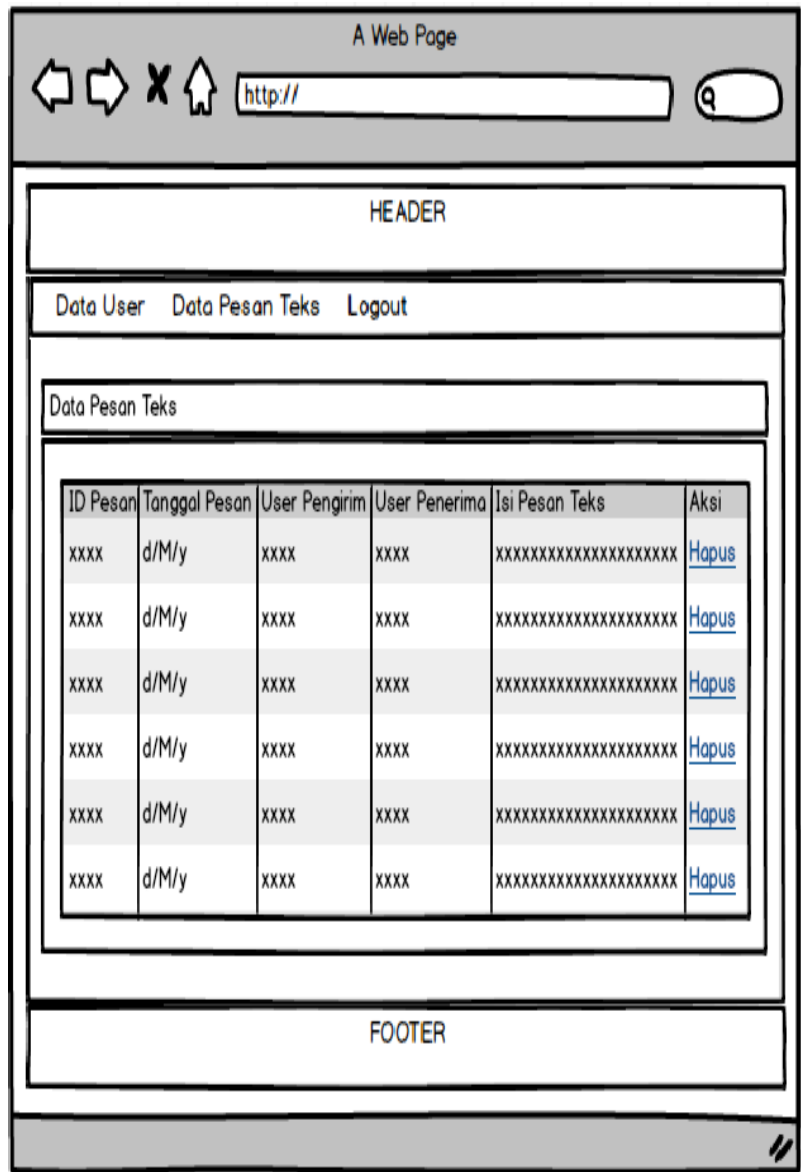 A Web Page
http://
HEADER
Data User Data Pesan Teks Logout
Data Pesan Teks
ID Pesan Tanggal Pesan User Pengirim User Penerima Isi Pesan Teks Aksi
xxxx d/M/y xxxx xxxx xxxxxxxxxxxxxxxxxxxxx Hapus
xxxx d/M/y xxxx xxxx xxxxxxxxxxxxxxxxxxxxx Hapus
xxxx d/M/y xxxx xxxx xxxxxxxxxxxxxxxxxxxxx Hapus
xxxx d/M/y xxxx xxxx xxxxxxxxxxxxxxxxxxxxx Hapus
xxxx d/M/y xxxx xxxx xxxxxxxxxxxxxxxxxxxxx Hapus
xxxx d/M/y xxxx xxxx xxxxxxxxxxxxxxxxxxxxx Hapus
FOOTER